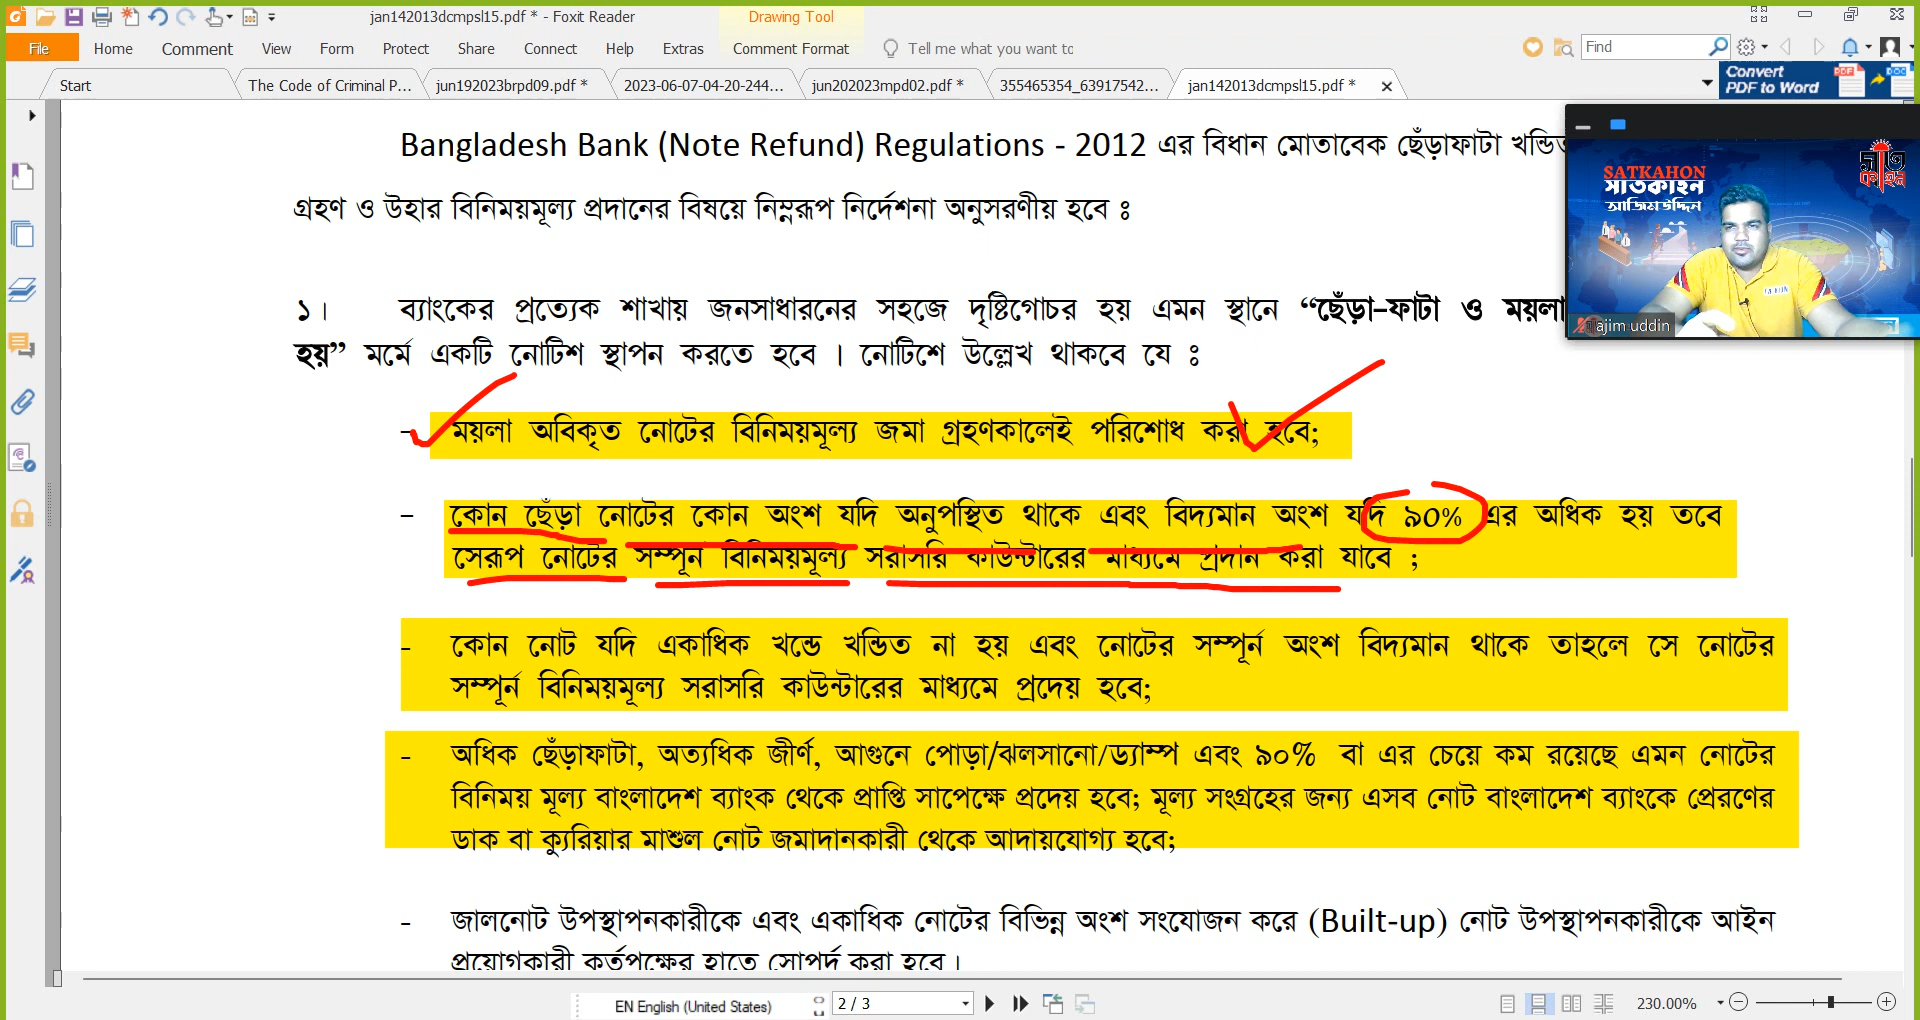 jan142013dcmpsl15.pdf * - Foxit Reader
Drawing Tool
File Home Comment View Form Protect Share Connect Help Extras Comment Format Tell me what you want to Find
Start The Code of Criminal P... jun192023brpd09.pdf * 2023-06-07-04-20-244... jun202023mpd02.pdf * 355465354_63917542... jan142013dcmpsl15.pdf *
Convert
PDF to Word
PDF DOC
SATKAHON
সাতকাহন
আজিম উদ্দিন
সাত
কাহন
ajim uddin
Bangladesh Bank (Note Refund) Regulations - 2012 এর বিধান মোতাবেক ছেঁড়াফাটা
গ্রহণ ও উহার বিনিময়মূল্য প্রদানের বিষয়ে নিম্নরূপ নির্দেশনা অনুসরণীয় হবে ঃ
১। ব্যাংকের প্রত্যেক শাখায় জনসাধারনের সহজে দৃষ্টিগোচর হয় এমন স্থানে “ছেঁড়া-ফাটা ও ময়লা
হয়” মর্মে একটি নোটিশ স্থাপন করতে হবে । নোটিশে উল্লেখ থাকবে যে ঃ
- ময়লা অবিকৃত নোটের বিনিময়মূল্য জমা গ্রহণকালেই পরিশোধ করা হবে;
- কোন ছেঁড়া নোটের কোন অংশ যদি অনুপস্থিত থাকে এবং বিদ্যমান অংশ যদি ৯০% এর অধিক হয় তবে
সেরূপ নোটের সম্পূন বিনিময়মূল্য সরাসরি কাউন্টারের মাধ্যমে প্রদান করা যাবে ;
- কোন নোট যদি একাধিক খন্ডে খন্ডিত না হয় এবং নোটের সম্পূর্ন অংশ বিদ্যমান থাকে তাহলে সে নোটের
সম্পূর্ন বিনিময়মূল্য সরাসরি কাউন্টারের মাধ্যমে প্রদেয় হবে;
- অধিক ছেঁড়াফাটা, অত্যধিক জীর্ণ, আগুনে পোড়া/ঝলসানো/ড্যাম্প এবং ৯০% বা এর চেয়ে কম রয়েছে এমন নোটের
বিনিময় মূল্য বাংলাদেশ ব্যাংক থেকে প্রাপ্তি সাপেক্ষে প্রদেয় হবে; মূল্য সংগ্রহের জন্য এসব নোট বাংলাদেশ ব্যাংকে প্রেরণের
ডাক বা ক্যুরিয়ার মাশুল নোট জমাদানকারী থেকে আদায়যোগ্য হবে;
- জালনোট উপস্থাপনকারীকে এবং একাধিক নোটের বিভিন্ন অংশ সংযোজন করে (Built-up) নোট উপস্থাপনকারীকে আইন
প্রয়োগকারী কর্তৃপক্ষের হাতে সোপর্দ করা হবে।
EN English (United States) 2 / 3 230.00%